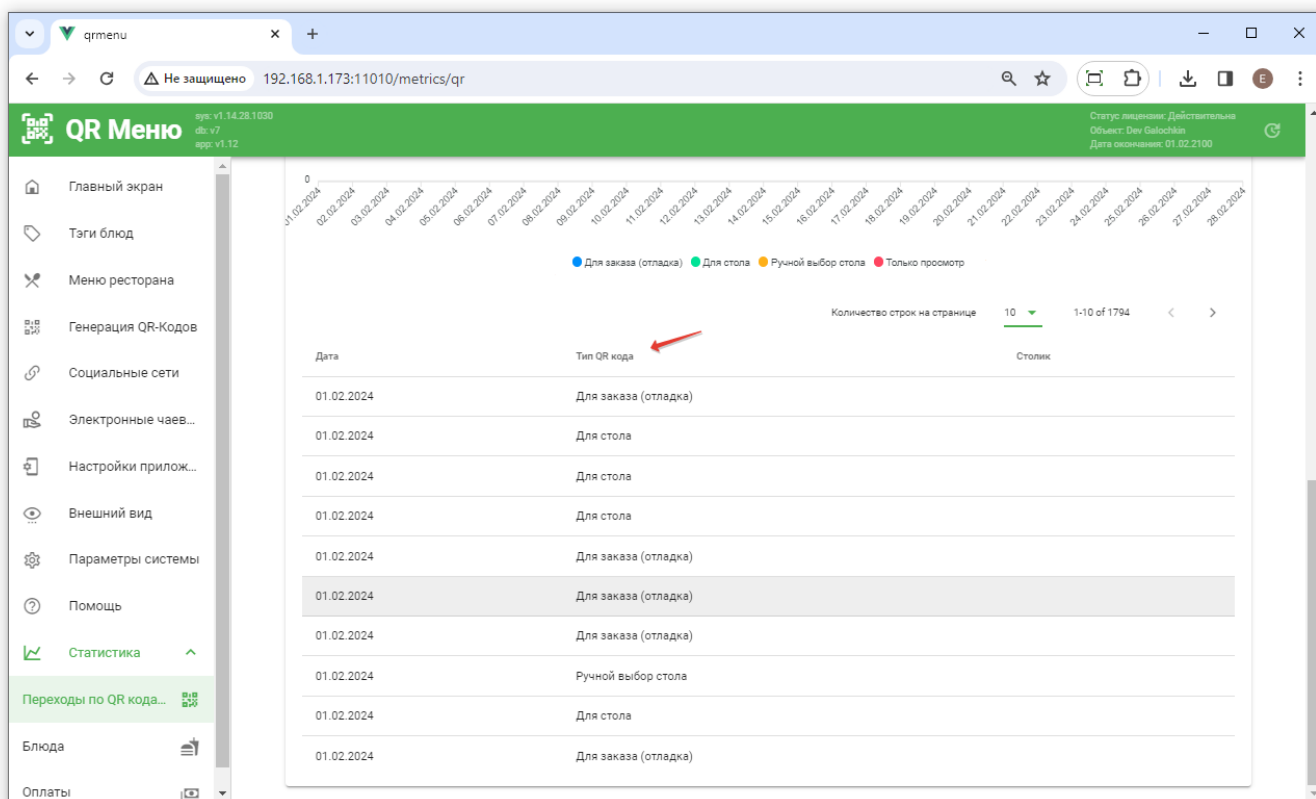 qrmenu
Не защищено 192.168.1.173:11010/metrics/qr
E
QR Меню
sys: v1.14.28.1030
db: v7
app: v1.12
Статус лицензии: Действительна
Объект: Dev Galochkin
Дата окончания: 01.02.2100
Главный экран
Тэги блюд
Меню ресторана
Генерация QR-Кодов
Социальные сети
Электронные чаев...
Настройки прилож...
Внешний вид
Параметры системы
Помощь
Статистика
Переходы по QR кода...
Блюда
Оплаты
0
01.02.2024 02.02.2024 03.02.2024 04.02.2024 05.02.2024 06.02.2024 07.02.2024 08.02.2024 09.02.2024 10.02.2024 11.02.2024 12.02.2024 13.02.2024 14.02.2024 15.02.2024 16.02.2024 17.02.2024 18.02.2024 19.02.2024 20.02.2024 21.02.2024 22.02.2024 23.02.2024 24.02.2024 25.02.2024 26.02.2024 27.02.2024 28.02.2024
Для заказа (отладка) Для стола Ручной выбор стола Только просмотр
Количество строк на странице 10 1-10 of 1794
Дата Тип QR кода Столик
01.02.2024 Для заказа (отладка)
01.02.2024 Для стола
01.02.2024 Для стола
01.02.2024 Для стола
01.02.2024 Для заказа (отладка)
01.02.2024 Для заказа (отладка)
01.02.2024 Для заказа (отладка)
01.02.2024 Ручной выбор стола
01.02.2024 Для стола
01.02.2024 Для заказа (отладка)